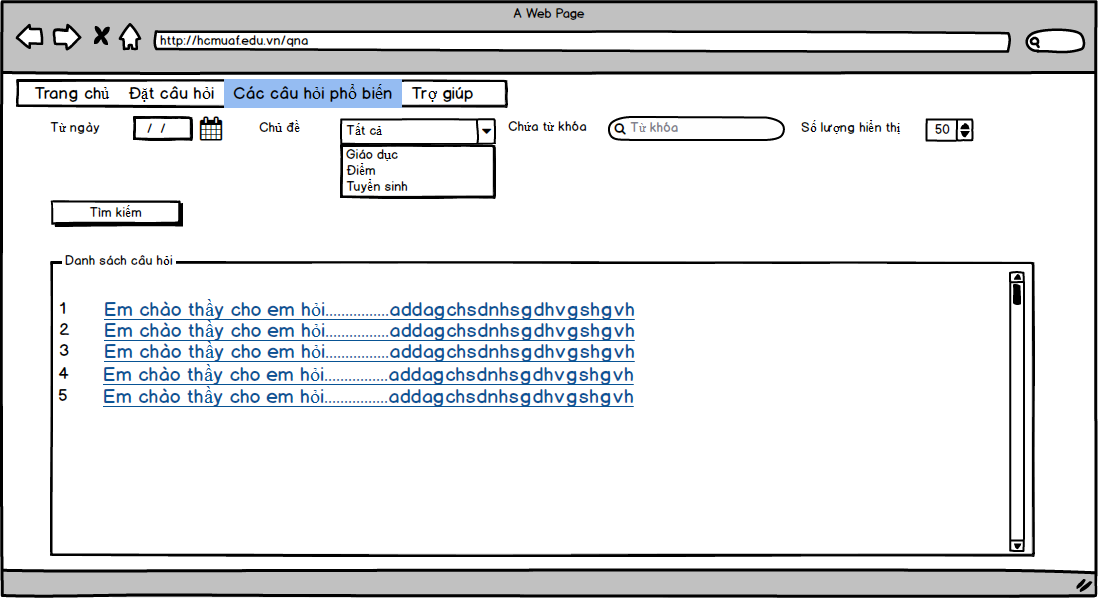 A Web Page
http://hcmuaf.edu.vn/qna
Trang chủ Đặt câu hỏi Các câu hỏi phổ biến Trợ giúp
Từ ngày / / Chủ đề Tất cả Chứa từ khóa Từ khóa Số lượng hiển thị 50
Giáo dục
Điểm
Tuyển sinh
Tìm kiếm
Danh sách câu hỏi
1 Em chào thầy cho em hỏi................addagchsdnhsgdhvgshgvh
2 Em chào thầy cho em hỏi................addagchsdnhsgdhvgshgvh
3 Em chào thầy cho em hỏi................addagchsdnhsgdhvgshgvh
4 Em chào thầy cho em hỏi................addagchsdnhsgdhvgshgvh
5 Em chào thầy cho em hỏi................addagchsdnhsgdhvgshgvh